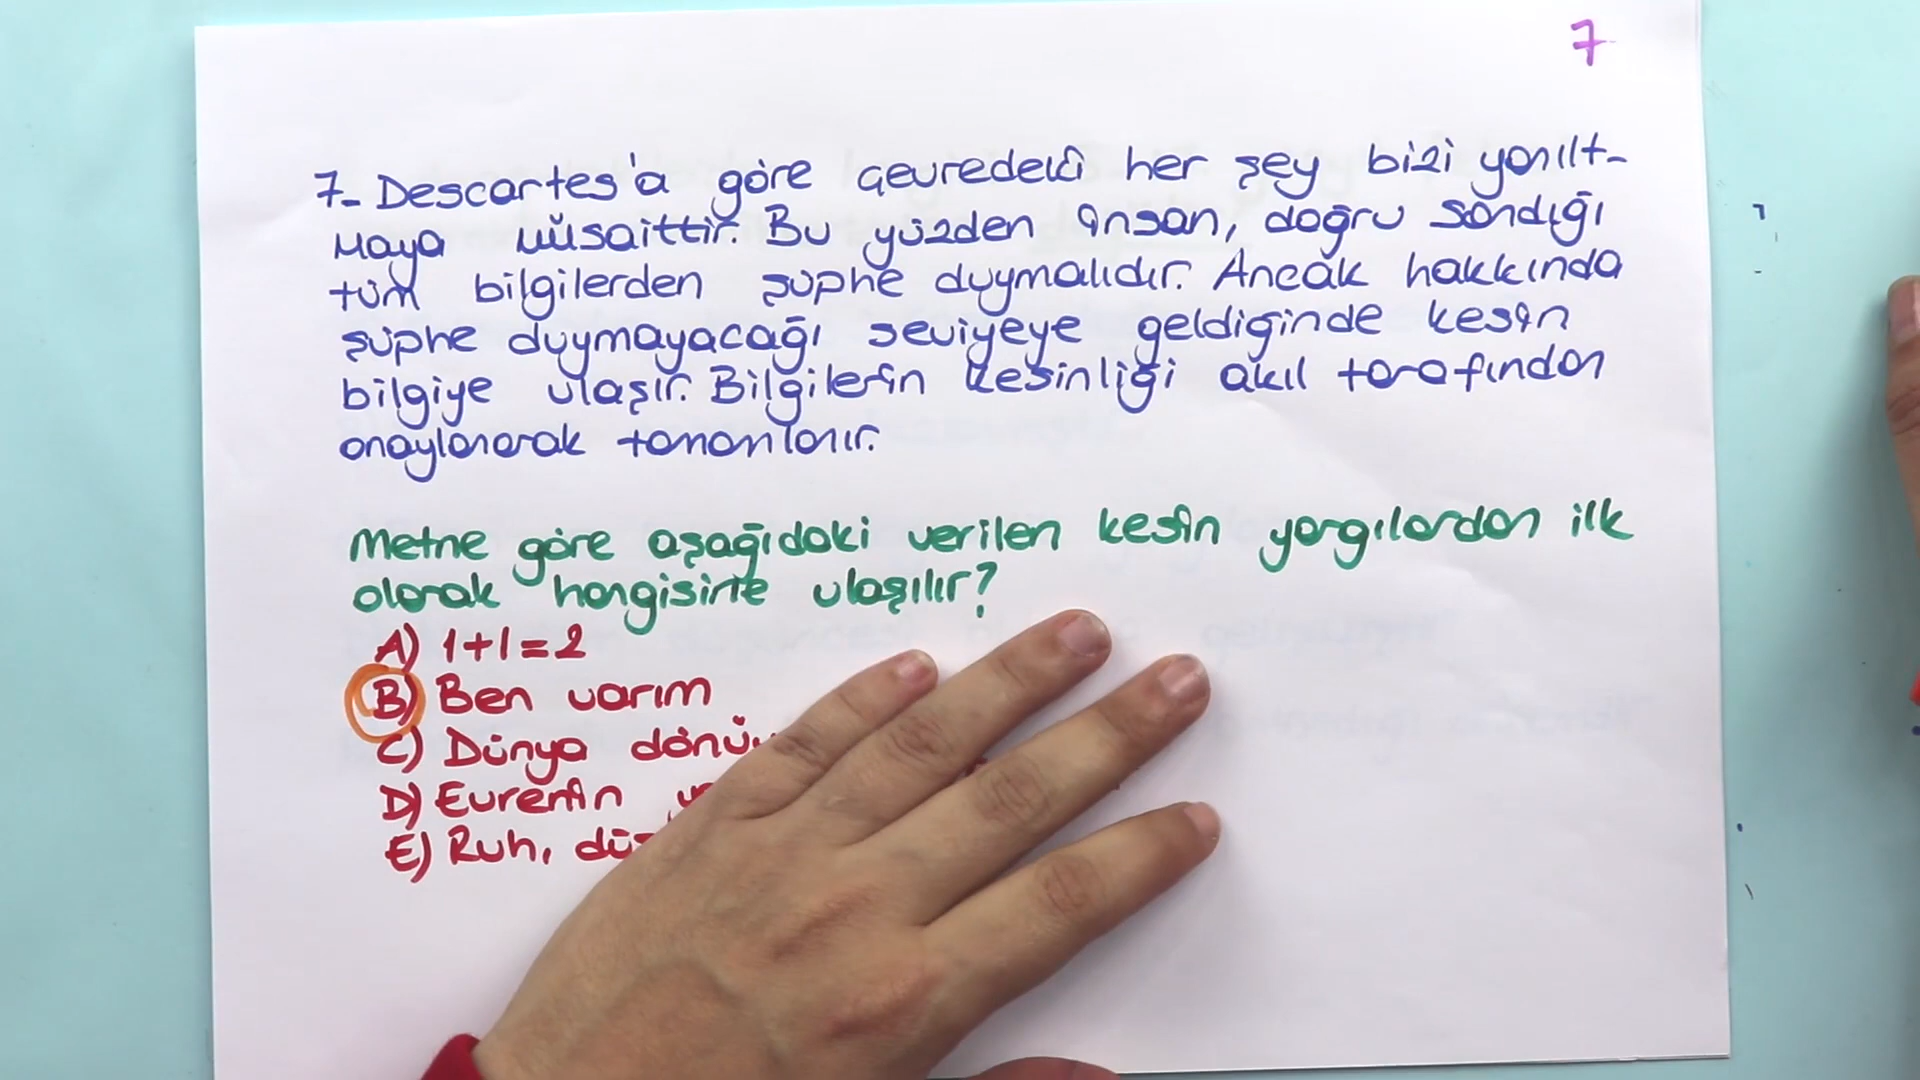 7
7- Descartes'a göre çevredeki her şey bizi yanılt-
maya müsaittir. Bu yüzden insan, doğru sandığı
tüm bilgilerden şüphe duymalıdır. Ancak hakkında
şüphe duymayacağı seviyeye geldiğinde kesin
bilgiye ulaşır. Bilgilerin kesinliği akıl tarafından
onaylanarak tamamlanır.
Metne göre aşağıdaki verilen kesin yargılardan ilk
olarak hangisine ulaşılır?
A) 1+1=2
B) Ben varım
C) Dünya
D) Evrenin
E) Ruh,